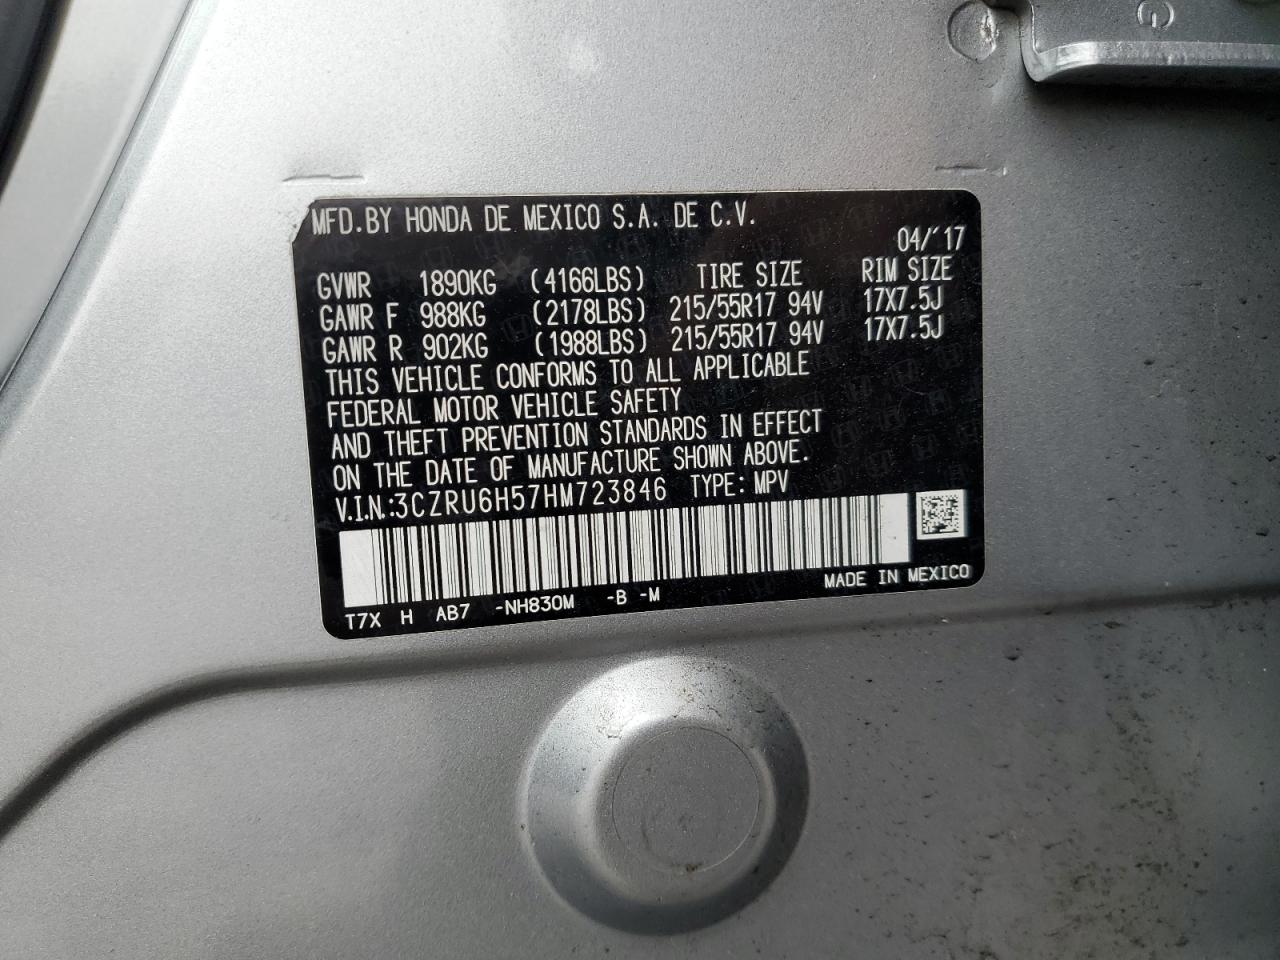 MFD.BY HONDA DE MEXICO S.A. DE C.V.
04/'17
GVWR 1890KG (4166LBS) TIRE SIZE RIM SIZE
GAWR F 988KG (2178LBS) 215/55R17 94V 17X7.5J
GAWR R 902KG (1988LBS) 215/55R17 94V 17X7.5J
THIS VEHICLE CONFORMS TO ALL APPLICABLE
FEDERAL MOTOR VEHICLE SAFETY
AND THEFT PREVENTION STANDARDS IN EFFECT
ON THE DATE OF MANUFACTURE SHOWN ABOVE.
V.I.N.:3CZRU6H57HM723846 TYPE: MPV
MADE IN MEXICO
T7X H AB7 -NH830M -B -M
G